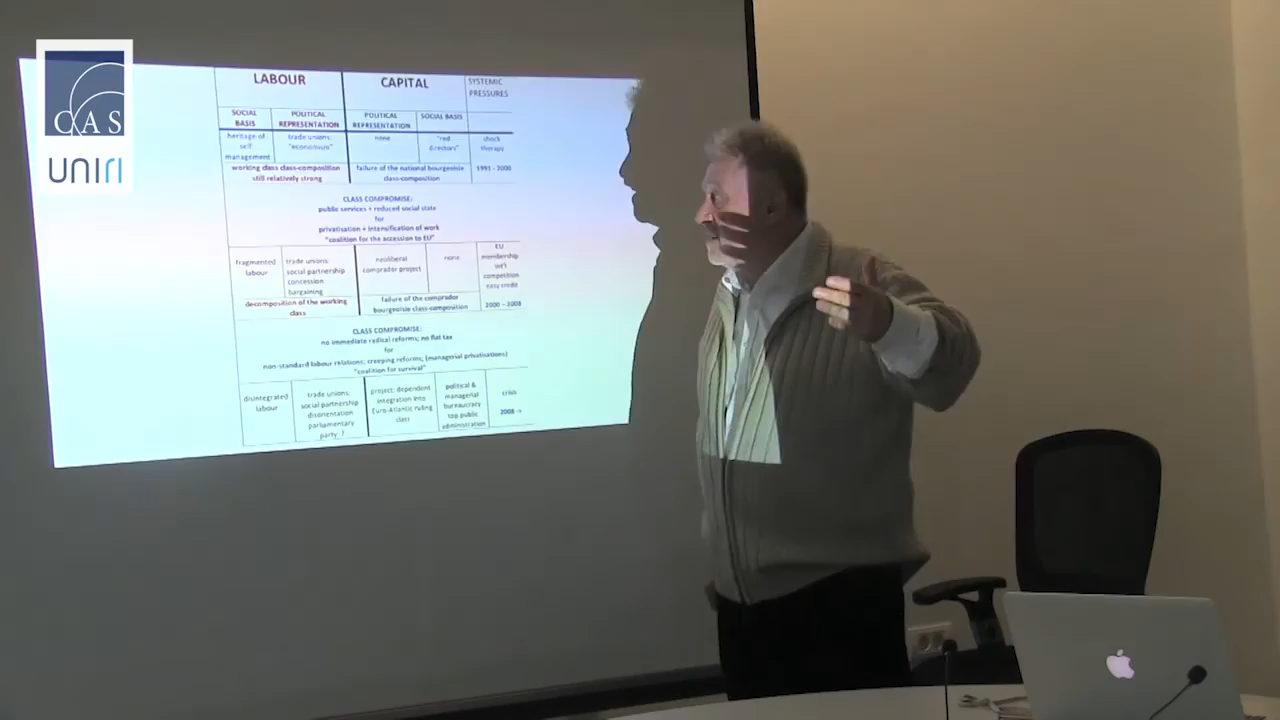 CAS
UNIRI
LABOUR
CAPITAL
SYSTEMIC
PRESSURES
SOCIAL
BASIS
POLITICAL
REPRESENTATION
POLITICAL
REPRESENTATION
SOCIAL BASIS
heritage of
self
management
trade unions:
"economism"
none
"red
directors"
shock
therapy
working class class-composition
still relatively strong
failure of the national bourgeoisie
class-composition
CLASS COMPROMISE:
public services + reduced social state
for
privatisation + intensification of work
"coalition for the accession to EU"
fragmented
labour
trade unions:
social partnership
concession
bargaining
neoliberal
comprador project
none
EU
membership
int'l
competition
easy credit
decomposition of the working
class
failure of the comprador
bourgeoisie class-composition
2000 – 2008
CLASS COMPROMISE:
no immediate radical reforms; no flat tax
for
non-standard labour relations; creeping reforms; (managerial privatisations)
"coalition for survival"
disintegrated
labour
trade unions:
social partnership
disorientation
parliamentary
party ?
project: dependent
integration into
Euro-Atlantic ruling
class
political &
managerial
bureaucracy
top public
administration
crisis
2008 ->